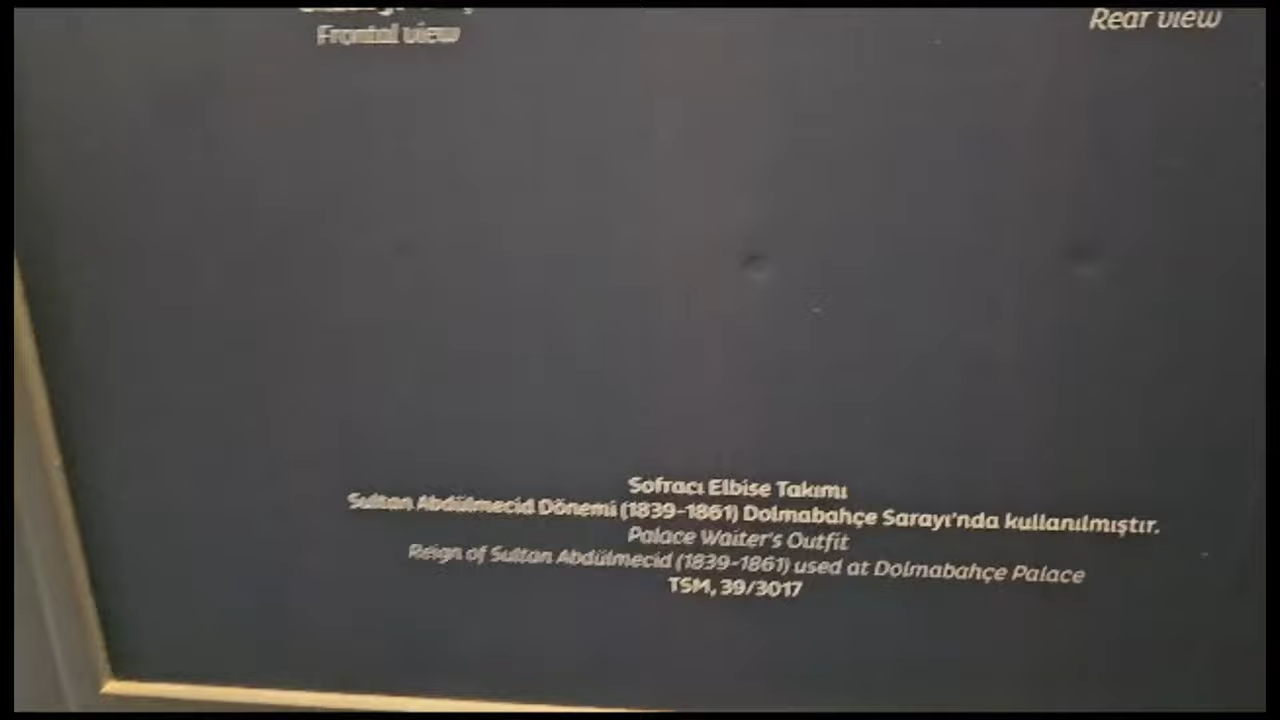 Frontal view
Rear view
Sofracı Elbise Takımı
Sultan Abdülmecid Dönemi (1839-1861) Dolmabahçe Sarayı'nda kullanılmıştır.
Palace Waiter's Outfit
Reign of Sultan Abdülmecid (1839-1861) used at Dolmabahçe Palace
TSM, 39/3017